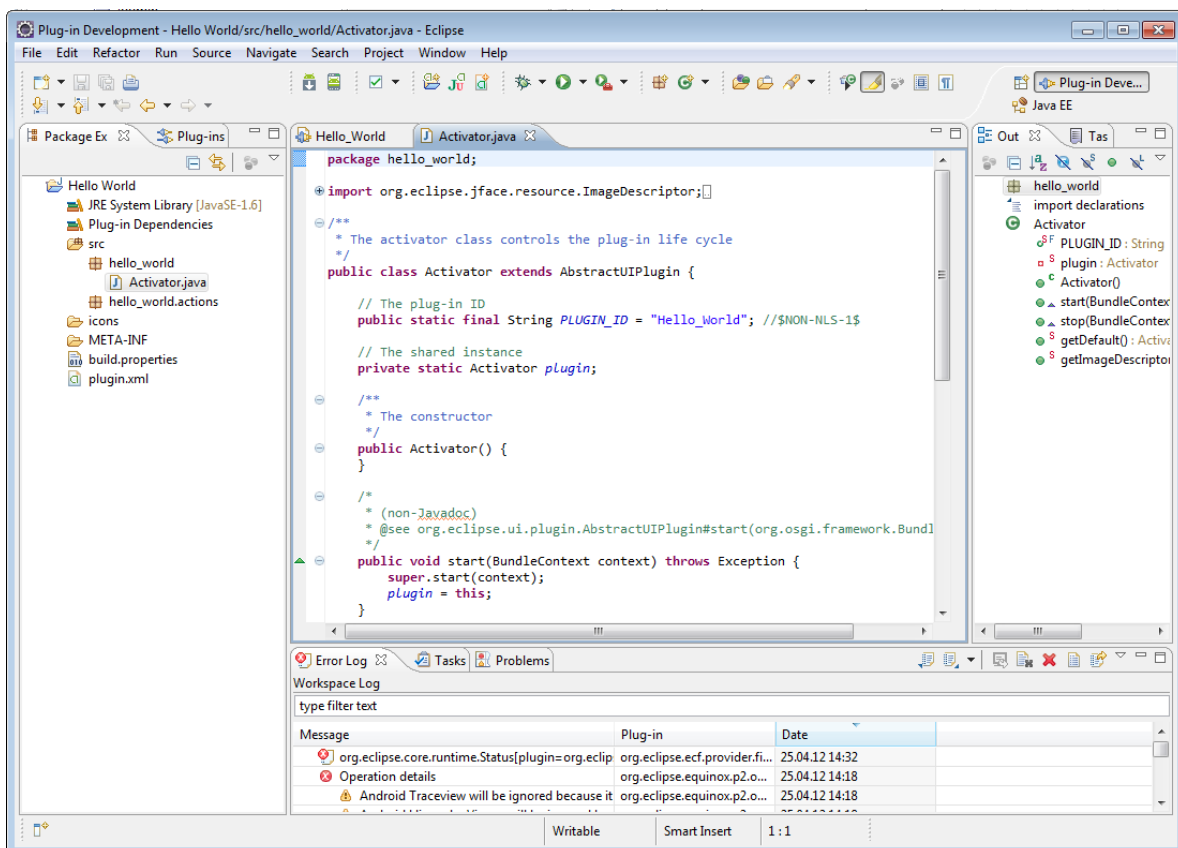 Plug-in Development - Hello World/src/hello_world/Activator.java - Eclipse
File Edit Refactor Run Source Navigate Search Project Window Help
Plug-in Deve...
Java EE
Package Ex Plug-ins
Hello World
JRE System Library [JavaSE-1.6]
Plug-in Dependencies
src
hello_world
Activator.java
hello_world.actions
icons
META-INF
build.properties
plugin.xml
Hello_World Activator.java
package hello_world;
import org.eclipse.jface.resource.ImageDescriptor;
/**
* The activator class controls the plug-in life cycle
*/
public class Activator extends AbstractUIPlugin {
// The plug-in ID
public static final String PLUGIN_ID = "Hello_World"; //$NON-NLS-1$
// The shared instance
private static Activator plugin;
/**
* The constructor
*/
public Activator() {
}
/*
* (non-Javadoc)
* @see org.eclipse.ui.plugin.AbstractUIPlugin#start(org.osgi.framework.Bundl
*/
public void start(BundleContext context) throws Exception {
super.start(context);
plugin = this;
}
Out Tas
hello_world
import declarations
Activator
PLUGIN_ID : String
plugin : Activator
Activator()
start(BundleContex
stop(BundleContex
getDefault() : Activa
getImageDescriptor
Error Log Tasks Problems
Workspace Log
type filter text
Message Plug-in Date
org.eclipse.core.runtime.Status[plugin=org.eclip org.eclipse.ecf.provider.fi... 25.04.12 14:32
Operation details org.eclipse.equinox.p2.o... 25.04.12 14:18
Android Traceview will be ignored because it org.eclipse.equinox.p2.o... 25.04.12 14:18
Writable Smart Insert 1 : 1